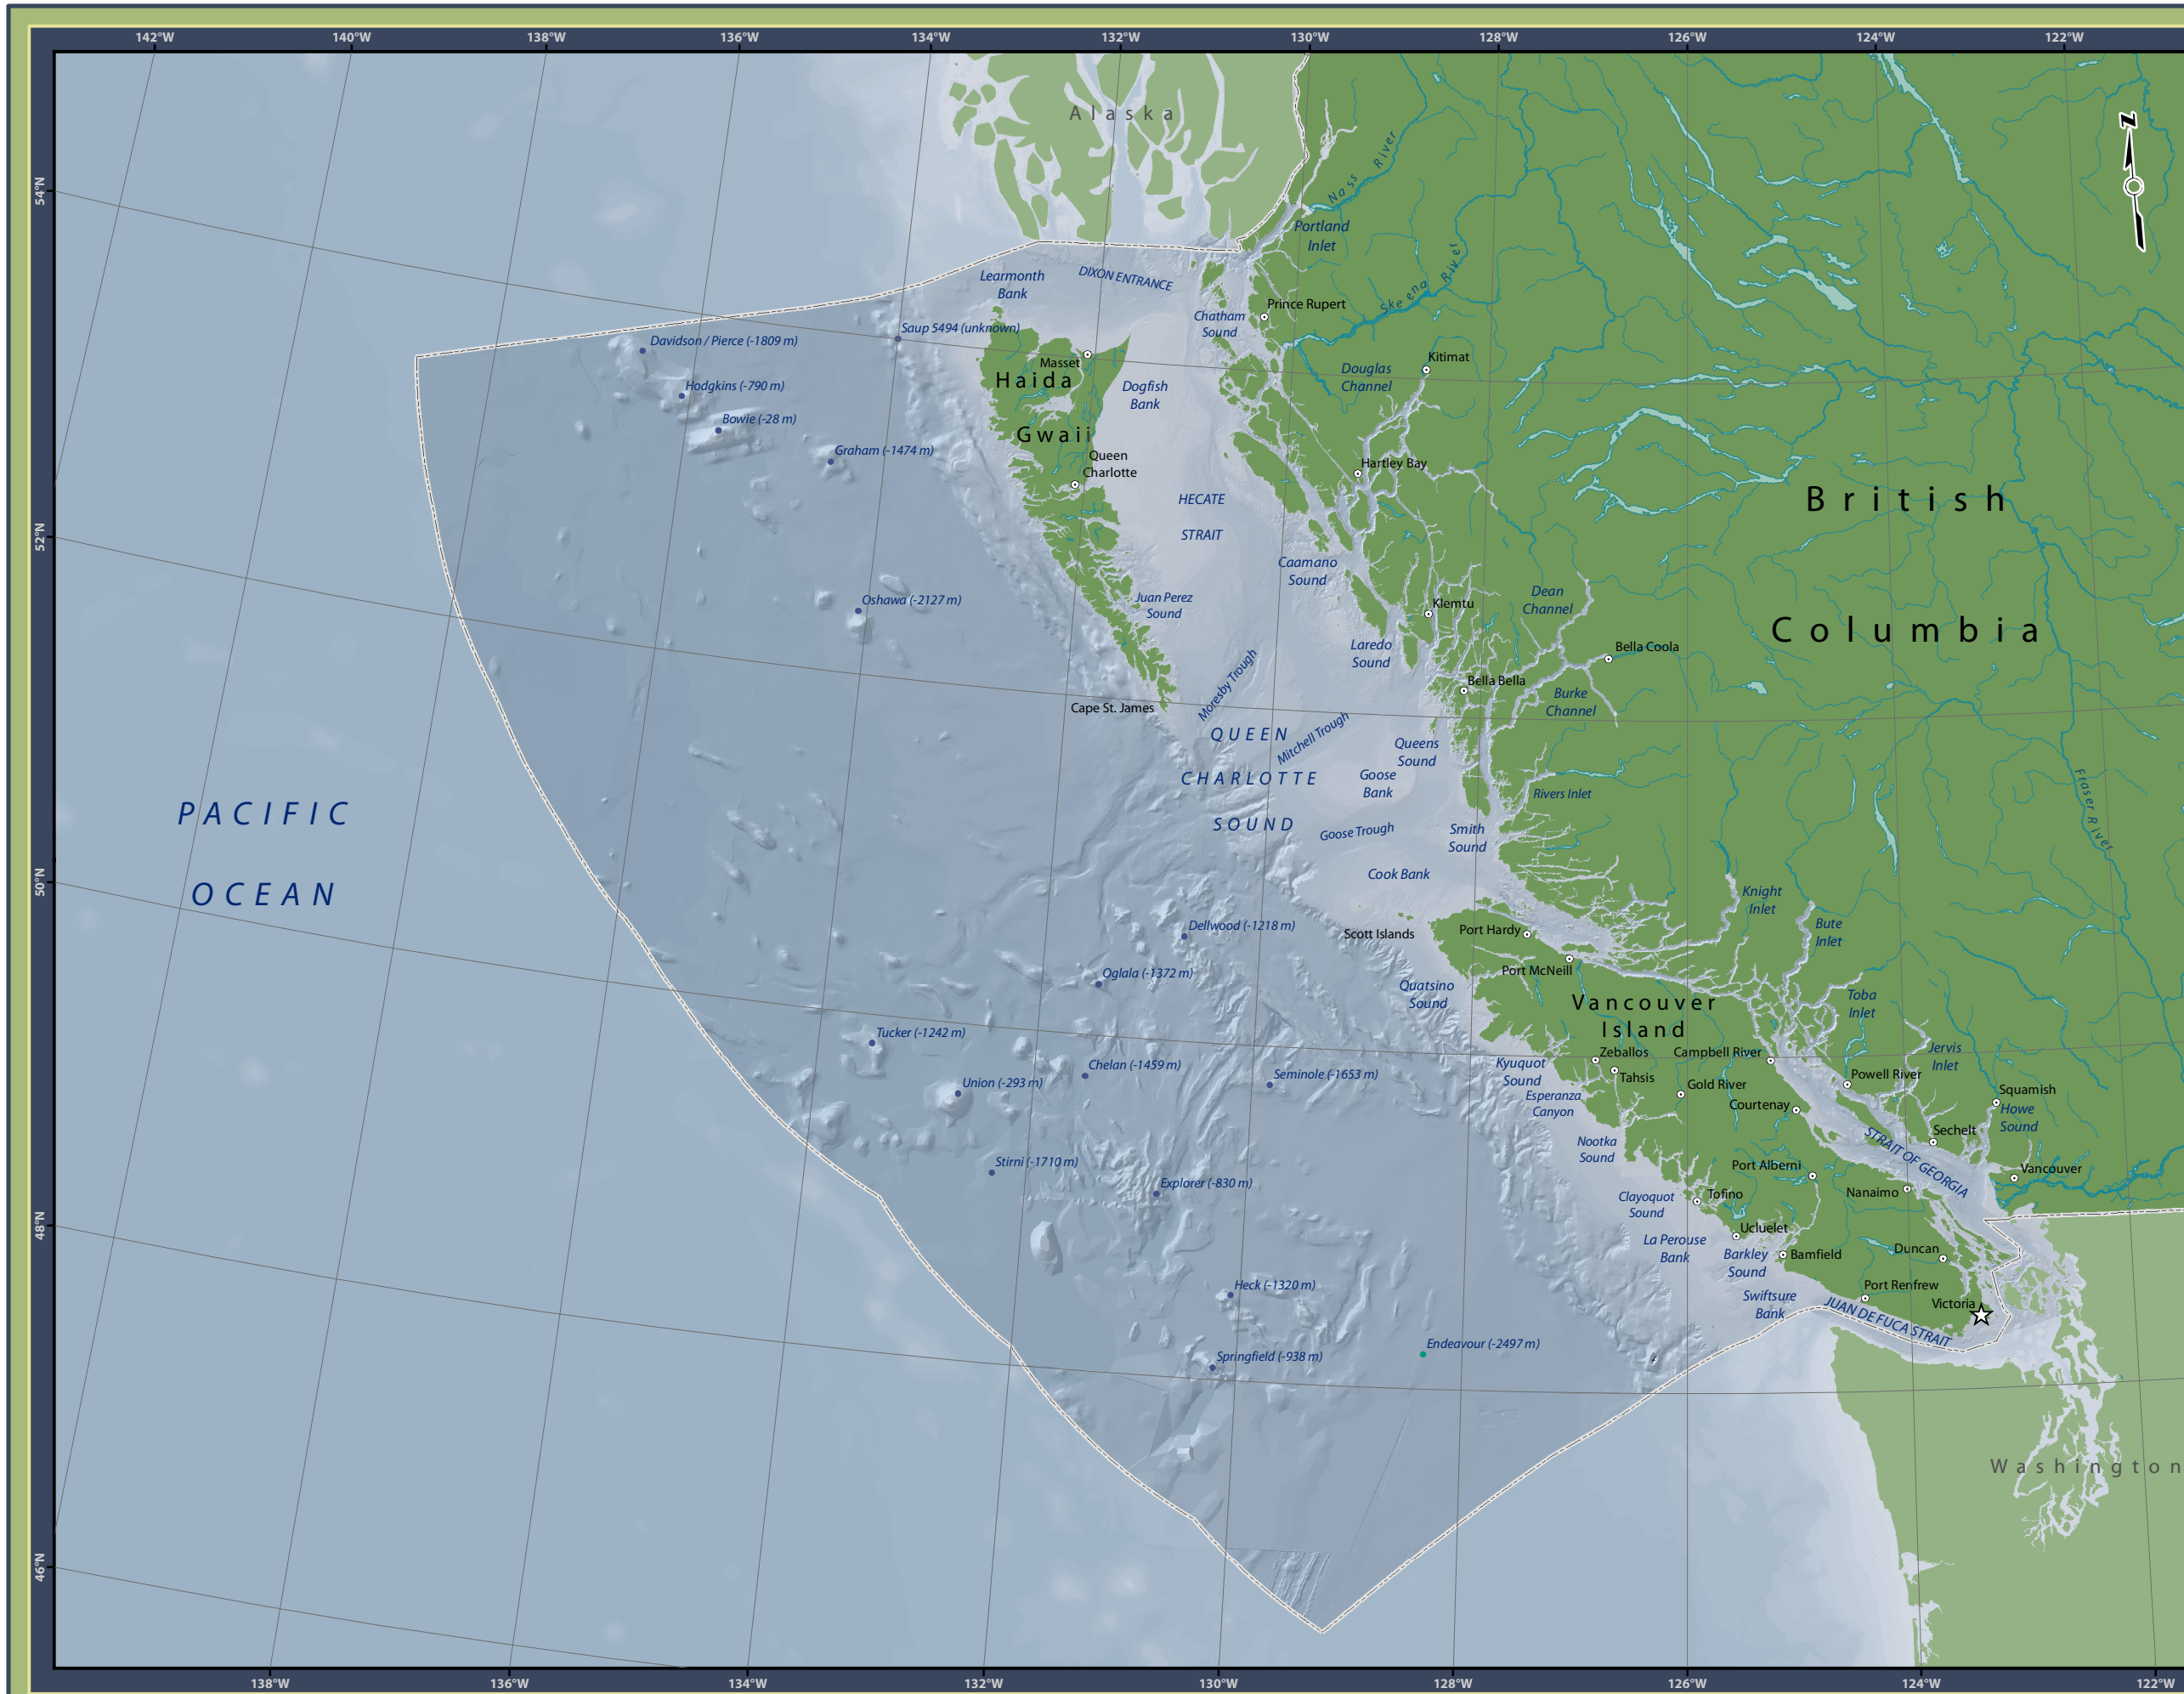 142°W 140°W 138°W 136°W 134°W 132°W 130°W 128°W 126°W 124°W 122°W
Alaska
N
54°N
Nass River
Portland
Inlet
Learmonth
Bank
DIXON ENTRANCE
Skeena River
Prince Rupert
Chatham
Sound
Saup 5494 (unknown)
Davidson / Pierce (-1809 m)
Masset
Kitimat
Haida
Douglas
Channel
Hodgkins (-790 m)
Dogfish
Bank
Bowie (-28 m)
Gwaii
Graham (-1474 m)
Queen
Charlotte
Hartley Bay
HECATE
STRAIT
British
52°N
Caamano
Sound
Oshawa (-2127 m)
Juan Perez
Sound
Klemtu
Dean
Channel
Columbia
Laredo
Sound
Bella Coola
Moresby Trough
Bella Bella
Burke
Channel
Cape St. James
QUEEN
CHARLOTTE
SOUND
Mitchell Trough
Queens
Sound
Goose
Bank
Rivers Inlet
Fraser River
PACIFIC
OCEAN
Goose Trough
Smith
Sound
50°N
Cook Bank
Knight
Inlet
Bute
Inlet
Dellwood (-1218 m)
Scott Islands
Port Hardy
Oglala (-1372 m)
Port McNeill
Quatsino
Sound
Vancouver
Island
Toba
Inlet
Tucker (-1242 m)
Chelan (-1459 m)
Seminole (-1653 m)
Union (-293 m)
Kyuquot
Sound
Zeballos
Tahsis
Campbell River
Jervis
Inlet
Powell River
Gold River
Esperanza
Canyon
Courtenay
Squamish
Howe
Sound
Nootka
Sound
Sechelt
STRAIT OF GEORGIA
Stirni (-1710 m)
Port Alberni
Vancouver
Explorer (-830 m)
Clayoquot
Sound
Tofino
Nanaimo
48°N
Ucluelet
La Perouse
Bank
Barkley
Sound
Bamfield
Duncan
Heck (-1320 m)
Port Renfrew
Swiftsure
Bank
Victoria
JUAN DE FUCA STRAIT
Endeavour (-2497 m)
Springfield (-938 m)
Washington
46°N
138°W 136°W 134°W 132°W 130°W 128°W 126°W 124°W 122°W